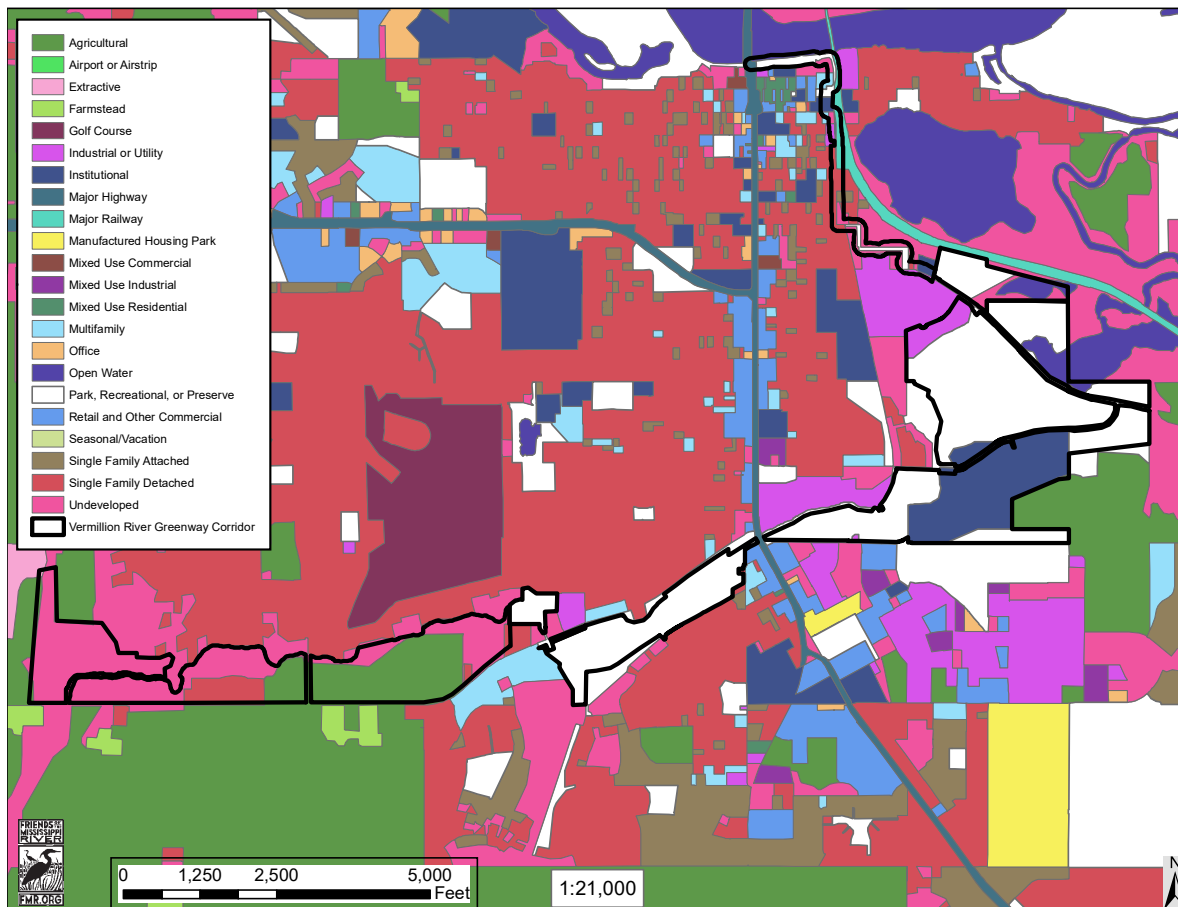 Agricultural
Airport or Airstrip
Extractive
Farmstead
Golf Course
Industrial or Utility
Institutional
Major Highway
Major Railway
Manufactured Housing Park
Mixed Use Commercial
Mixed Use Industrial
Mixed Use Residential
Multifamily
Office
Open Water
Park, Recreational, or Preserve
Retail and Other Commercial
Seasonal/Vacation
Single Family Attached
Single Family Detached
Undeveloped
Vermillion River Greenway Corridor
FRIENDS OF THE
MISSISSIPPI
RIVER
FMR.ORG
0 1,250 2,500 5,000
Feet
1:21,000
N